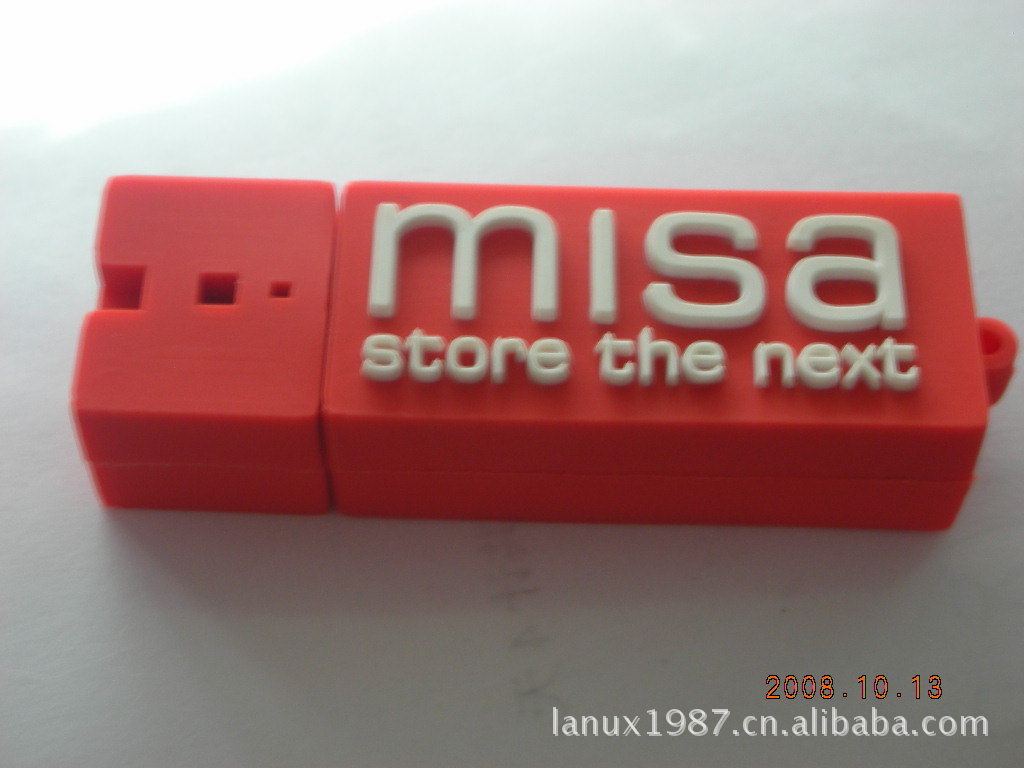 misa
store the next
2008.10.13
lanux1987.cn.alibaba.com